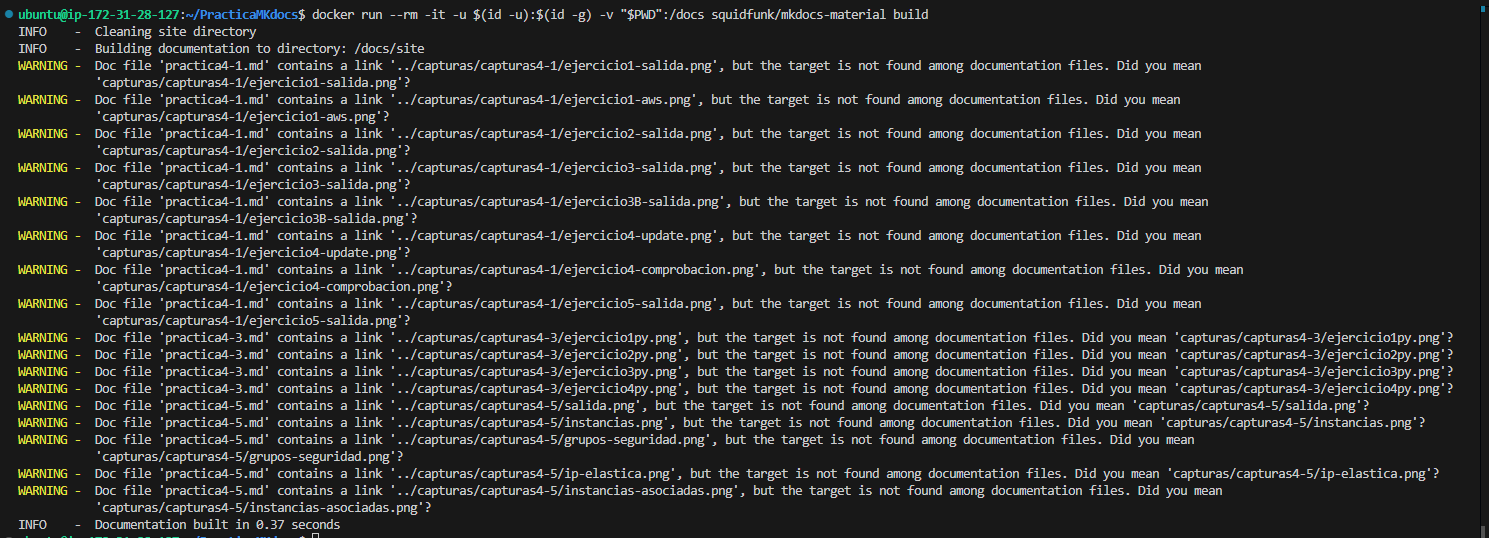 ubuntu@ip-172-31-28-127:~/PracticaMKdocs$ docker run --rm -it -u $(id -u):$(id -g) -v "$PWD":/docs squidfunk/mkdocs-material build
INFO    -  Cleaning site directory
INFO    -  Building documentation to directory: /docs/site
WARNING -  Doc file 'practica4-1.md' contains a link '../capturas/capturas4-1/ejercicio1-salida.png', but the target is not found among documentation files. Did you mean
'capturas/capturas4-1/ejercicio1-salida.png'?
WARNING -  Doc file 'practica4-1.md' contains a link '../capturas/capturas4-1/ejercicio1-aws.png', but the target is not found among documentation files. Did you mean
'capturas/capturas4-1/ejercicio1-aws.png'?
WARNING -  Doc file 'practica4-1.md' contains a link '../capturas/capturas4-1/ejercicio2-salida.png', but the target is not found among documentation files. Did you mean
'capturas/capturas4-1/ejercicio2-salida.png'?
WARNING -  Doc file 'practica4-1.md' contains a link '../capturas/capturas4-1/ejercicio3-salida.png', but the target is not found among documentation files. Did you mean
'capturas/capturas4-1/ejercicio3-salida.png'?
WARNING -  Doc file 'practica4-1.md' contains a link '../capturas/capturas4-1/ejercicio3B-salida.png', but the target is not found among documentation files. Did you mean
'capturas/capturas4-1/ejercicio3B-salida.png'?
WARNING -  Doc file 'practica4-1.md' contains a link '../capturas/capturas4-1/ejercicio4-update.png', but the target is not found among documentation files. Did you mean
'capturas/capturas4-1/ejercicio4-update.png'?
WARNING -  Doc file 'practica4-1.md' contains a link '../capturas/capturas4-1/ejercicio4-comprobacion.png', but the target is not found among documentation files. Did you mean
'capturas/capturas4-1/ejercicio4-comprobacion.png'?
WARNING -  Doc file 'practica4-1.md' contains a link '../capturas/capturas4-1/ejercicio5-salida.png', but the target is not found among documentation files. Did you mean
'capturas/capturas4-1/ejercicio5-salida.png'?
WARNING -  Doc file 'practica4-3.md' contains a link '../capturas/capturas4-3/ejercicio1py.png', but the target is not found among documentation files. Did you mean 'capturas/capturas4-3/ejercicio1py.png'?
WARNING -  Doc file 'practica4-3.md' contains a link '../capturas/capturas4-3/ejercicio2py.png', but the target is not found among documentation files. Did you mean 'capturas/capturas4-3/ejercicio2py.png'?
WARNING -  Doc file 'practica4-3.md' contains a link '../capturas/capturas4-3/ejercicio3py.png', but the target is not found among documentation files. Did you mean 'capturas/capturas4-3/ejercicio3py.png'?
WARNING -  Doc file 'practica4-3.md' contains a link '../capturas/capturas4-3/ejercicio4py.png', but the target is not found among documentation files. Did you mean 'capturas/capturas4-3/ejercicio4py.png'?
WARNING -  Doc file 'practica4-5.md' contains a link '../capturas/capturas4-5/salida.png', but the target is not found among documentation files. Did you mean 'capturas/capturas4-5/salida.png'?
WARNING -  Doc file 'practica4-5.md' contains a link '../capturas/capturas4-5/instancias.png', but the target is not found among documentation files. Did you mean 'capturas/capturas4-5/instancias.png'?
WARNING -  Doc file 'practica4-5.md' contains a link '../capturas/capturas4-5/grupos-seguridad.png', but the target is not found among documentation files. Did you mean
'capturas/capturas4-5/grupos-seguridad.png'?
WARNING -  Doc file 'practica4-5.md' contains a link '../capturas/capturas4-5/ip-elastica.png', but the target is not found among documentation files. Did you mean 'capturas/capturas4-5/ip-elastica.png'?
WARNING -  Doc file 'practica4-5.md' contains a link '../capturas/capturas4-5/instancias-asociadas.png', but the target is not found among documentation files. Did you mean
'capturas/capturas4-5/instancias-asociadas.png'?
INFO    -  Documentation built in 0.37 seconds